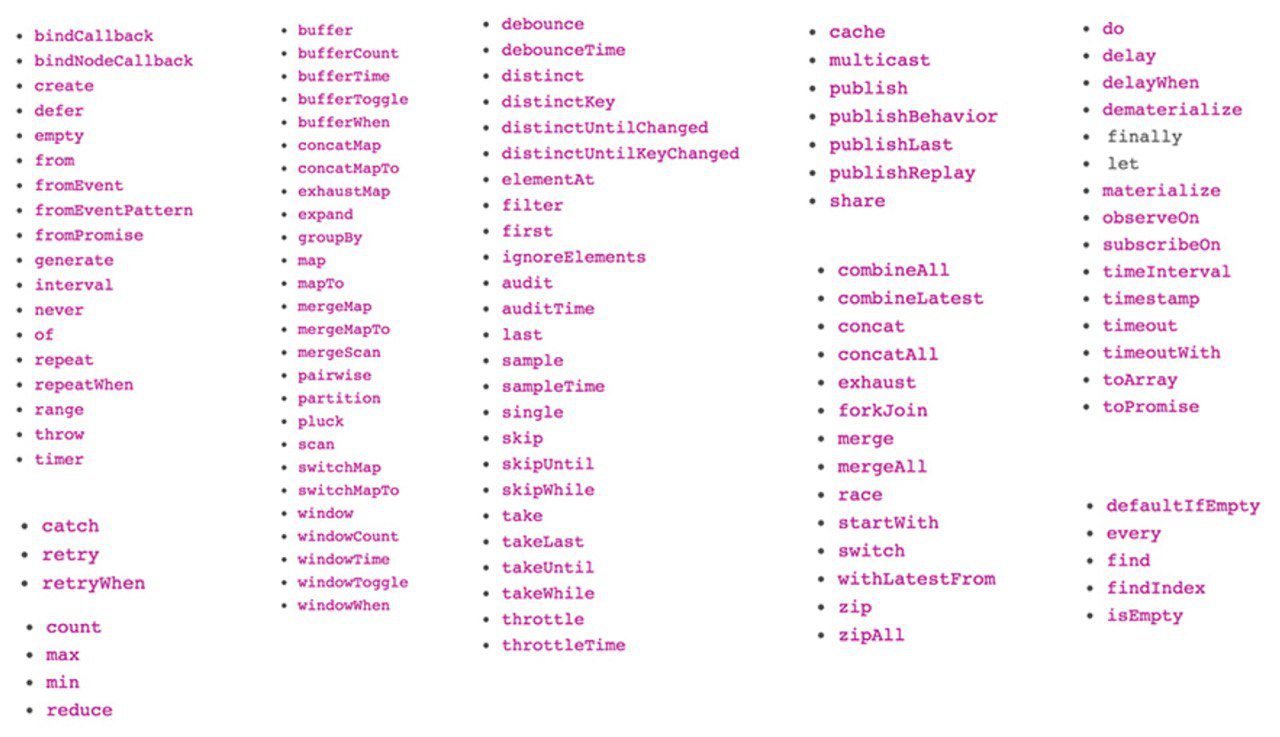 bindCallback
bindNodeCallback
create
defer
empty
from
fromEvent
fromEventPattern
fromPromise
generate
interval
never
of
repeat
repeatWhen
range
throw
timer
catch
retry
retryWhen
count
max
min
reduce
buffer
bufferCount
bufferTime
bufferToggle
bufferWhen
concatMap
concatMapTo
exhaustMap
expand
groupBy
map
mapTo
mergeMap
mergeMapTo
mergeScan
pairwise
partition
pluck
scan
switchMap
switchMapTo
window
windowCount
windowTime
windowToggle
windowWhen
debounce
debounceTime
distinct
distinctKey
distinctUntilChanged
distinctUntilKeyChanged
elementAt
filter
first
ignoreElements
audit
auditTime
last
sample
sampleTime
single
skip
skipUntil
skipWhile
take
takeLast
takeUntil
takeWhile
throttle
throttleTime
cache
multicast
publish
publishBehavior
publishLast
publishReplay
share
combineAll
combineLatest
concat
concatAll
exhaust
forkJoin
merge
mergeAll
race
startWith
switch
withLatestFrom
zip
zipAll
do
delay
delayWhen
dematerialize
finally
let
materialize
observeOn
subscribeOn
timeInterval
timestamp
timeout
timeoutWith
toArray
toPromise
defaultIfEmpty
every
find
findIndex
isEmpty